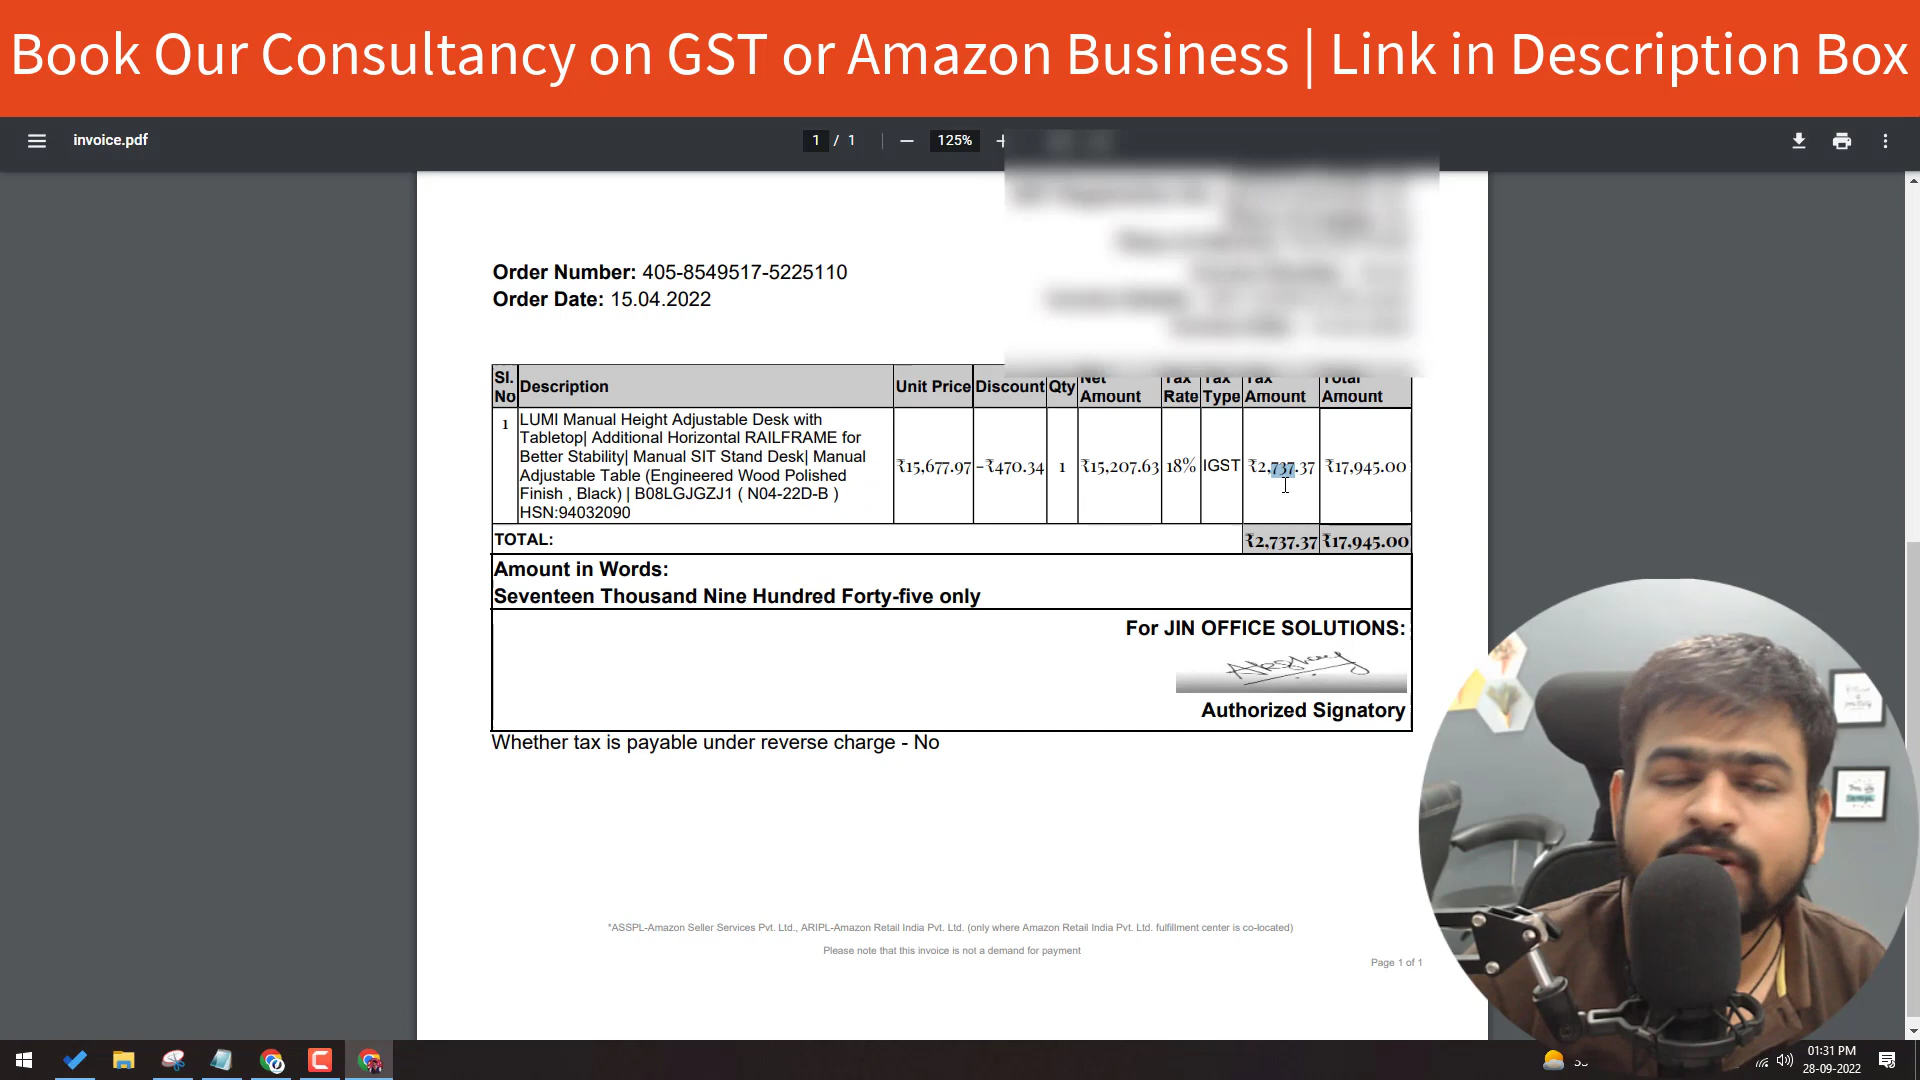 Book Our Consultancy on GST or Amazon Business | Link in Description Box
invoice.pdf
1 / 1
125%
Order Number: 405-8549517-5225110
Order Date: 15.04.2022
Sl. No Description Unit Price Discount Qty Net Amount Tax Rate Tax Type Tax Amount Total Amount
1
LUMI Manual Height Adjustable Desk with
Tabletop| Additional Horizontal RAILFRAME for
Better Stability| Manual SIT Stand Desk| Manual
Adjustable Table (Engineered Wood Polished
Finish , Black) | B08LGJGZJ1 ( N04-22D-B )
HSN:94032090
₹15,677.97 -₹470.34 1 ₹15,207.63 18% IGST ₹2,737.37 ₹17,945.00
TOTAL: ₹2,737.37 ₹17,945.00
Amount in Words:
Seventeen Thousand Nine Hundred Forty-five only
For JIN OFFICE SOLUTIONS:
Akshay
Authorized Signatory
Whether tax is payable under reverse charge - No
*ASSPL-Amazon Seller Services Pvt. Ltd., ARIPL-Amazon Retail India Pvt. Ltd. (only where Amazon Retail India Pvt. Ltd. fulfillment center is co-located)
Please note that this invoice is not a demand for payment
Page 1 of 1
01:31 PM
28-09-2022